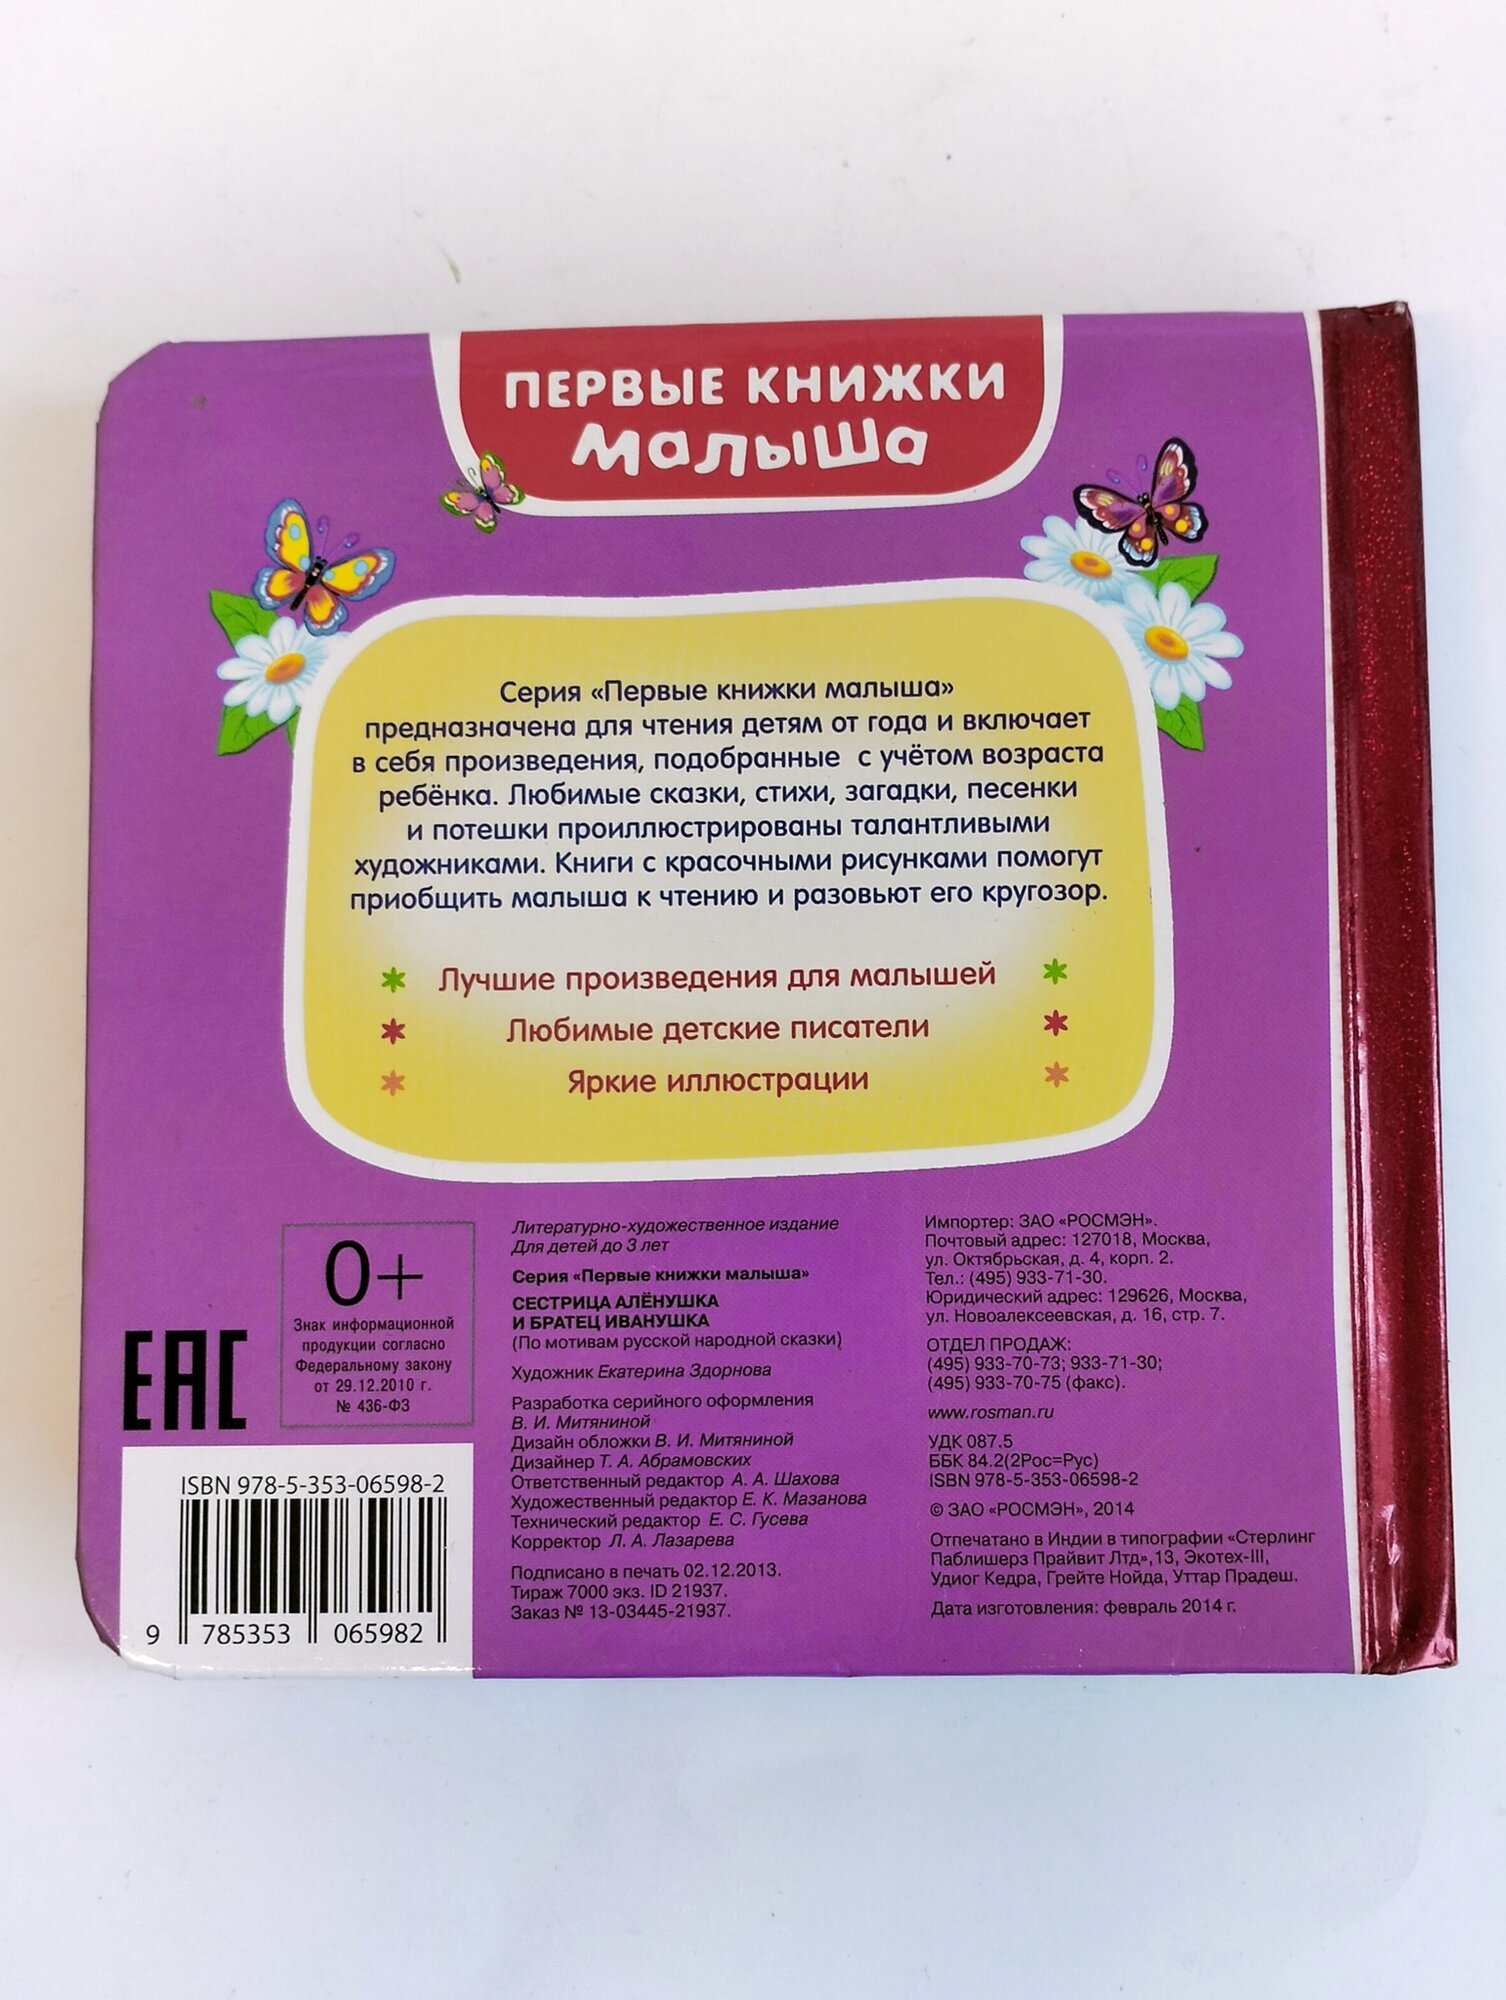 ПЕРВЫЕ КНИЖКИ
малыша
Серия «Первые книжки малыша»
предназначена для чтения детям от года и включает
в себя произведения, подобранные с учётом возраста
ребёнка. Любимые сказки, стихи, загадки, песенки
и потешки проиллюстрированы талантливыми
художниками. Книги с красочными рисунками помогут
приобщить малыша к чтению и разовьют его кругозор.
Лучшие произведения для малышей
Любимые детские писатели
Яркие иллюстрации
EAC
0+
Знак информационной
продукции согласно
Федеральному закону
от 29.12.2010 г.
№ 436-ФЗ
ISBN 978-5-353-06598-2
9 785353 065982
Литературно-художественное издание
Для детей до 3 лет
Серия «Первые книжки малыша»
СЕСТРИЦА АЛЁНУШКА
И БРАТЕЦ ИВАНУШКА
(По мотивам русской народной сказки)
Художник Екатерина Здорнова
Разработка серийного оформления
В. И. Митяниной
Дизайн обложки В. И. Митяниной
Дизайнер Т. А. Абрамовских
Ответственный редактор А. А. Шахова
Художественный редактор Е. К. Мазанова
Технический редактор Е. С. Гусева
Корректор Л. А. Лазарева
Подписано в печать 02.12.2013.
Тираж 7000 экз. ID 21937.
Заказ № 13-03445-21937.
Импортер: ЗАО «РОСМЭН».
Почтовый адрес: 127018, Москва,
ул. Октябрьская, д. 4, корп. 2.
Тел.: (495) 933-71-30.
Юридический адрес: 129626, Москва,
ул. Новоалексеевская, д. 16, стр. 7.
ОТДЕЛ ПРОДАЖ:
(495) 933-70-73; 933-71-30;
(495) 933-70-75 (факс).
www.rosman.ru
УДК 087.5
ББК 84.2(2Рос=Рус)
ISBN 978-5-353-06598-2
© ЗАО «РОСМЭН», 2014
Отпечатано в Индии в типографии «Стерлинг
Паблишерз Прайвит Лтд», 13, Экотех-III,
Удиог Кедра, Грейте Нойда, Уттар Прадеш.
Дата изготовления: февраль 2014 г.